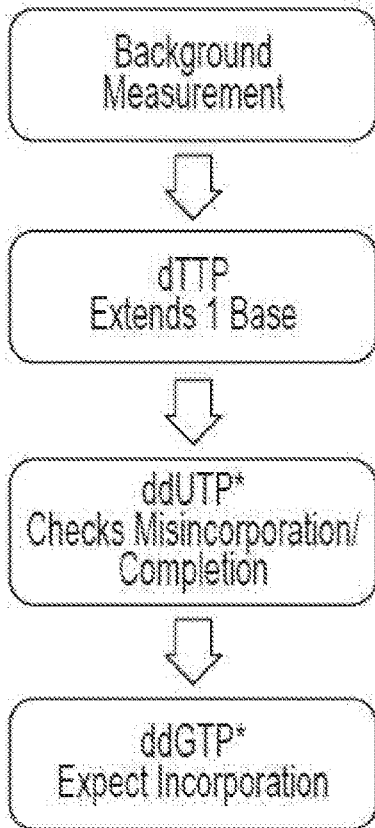 Background
Measurement
dTTP
Extends 1 Base
ddUTP*
Checks Misincorporation/
Completion
ddGTP*
Expect Incorporation